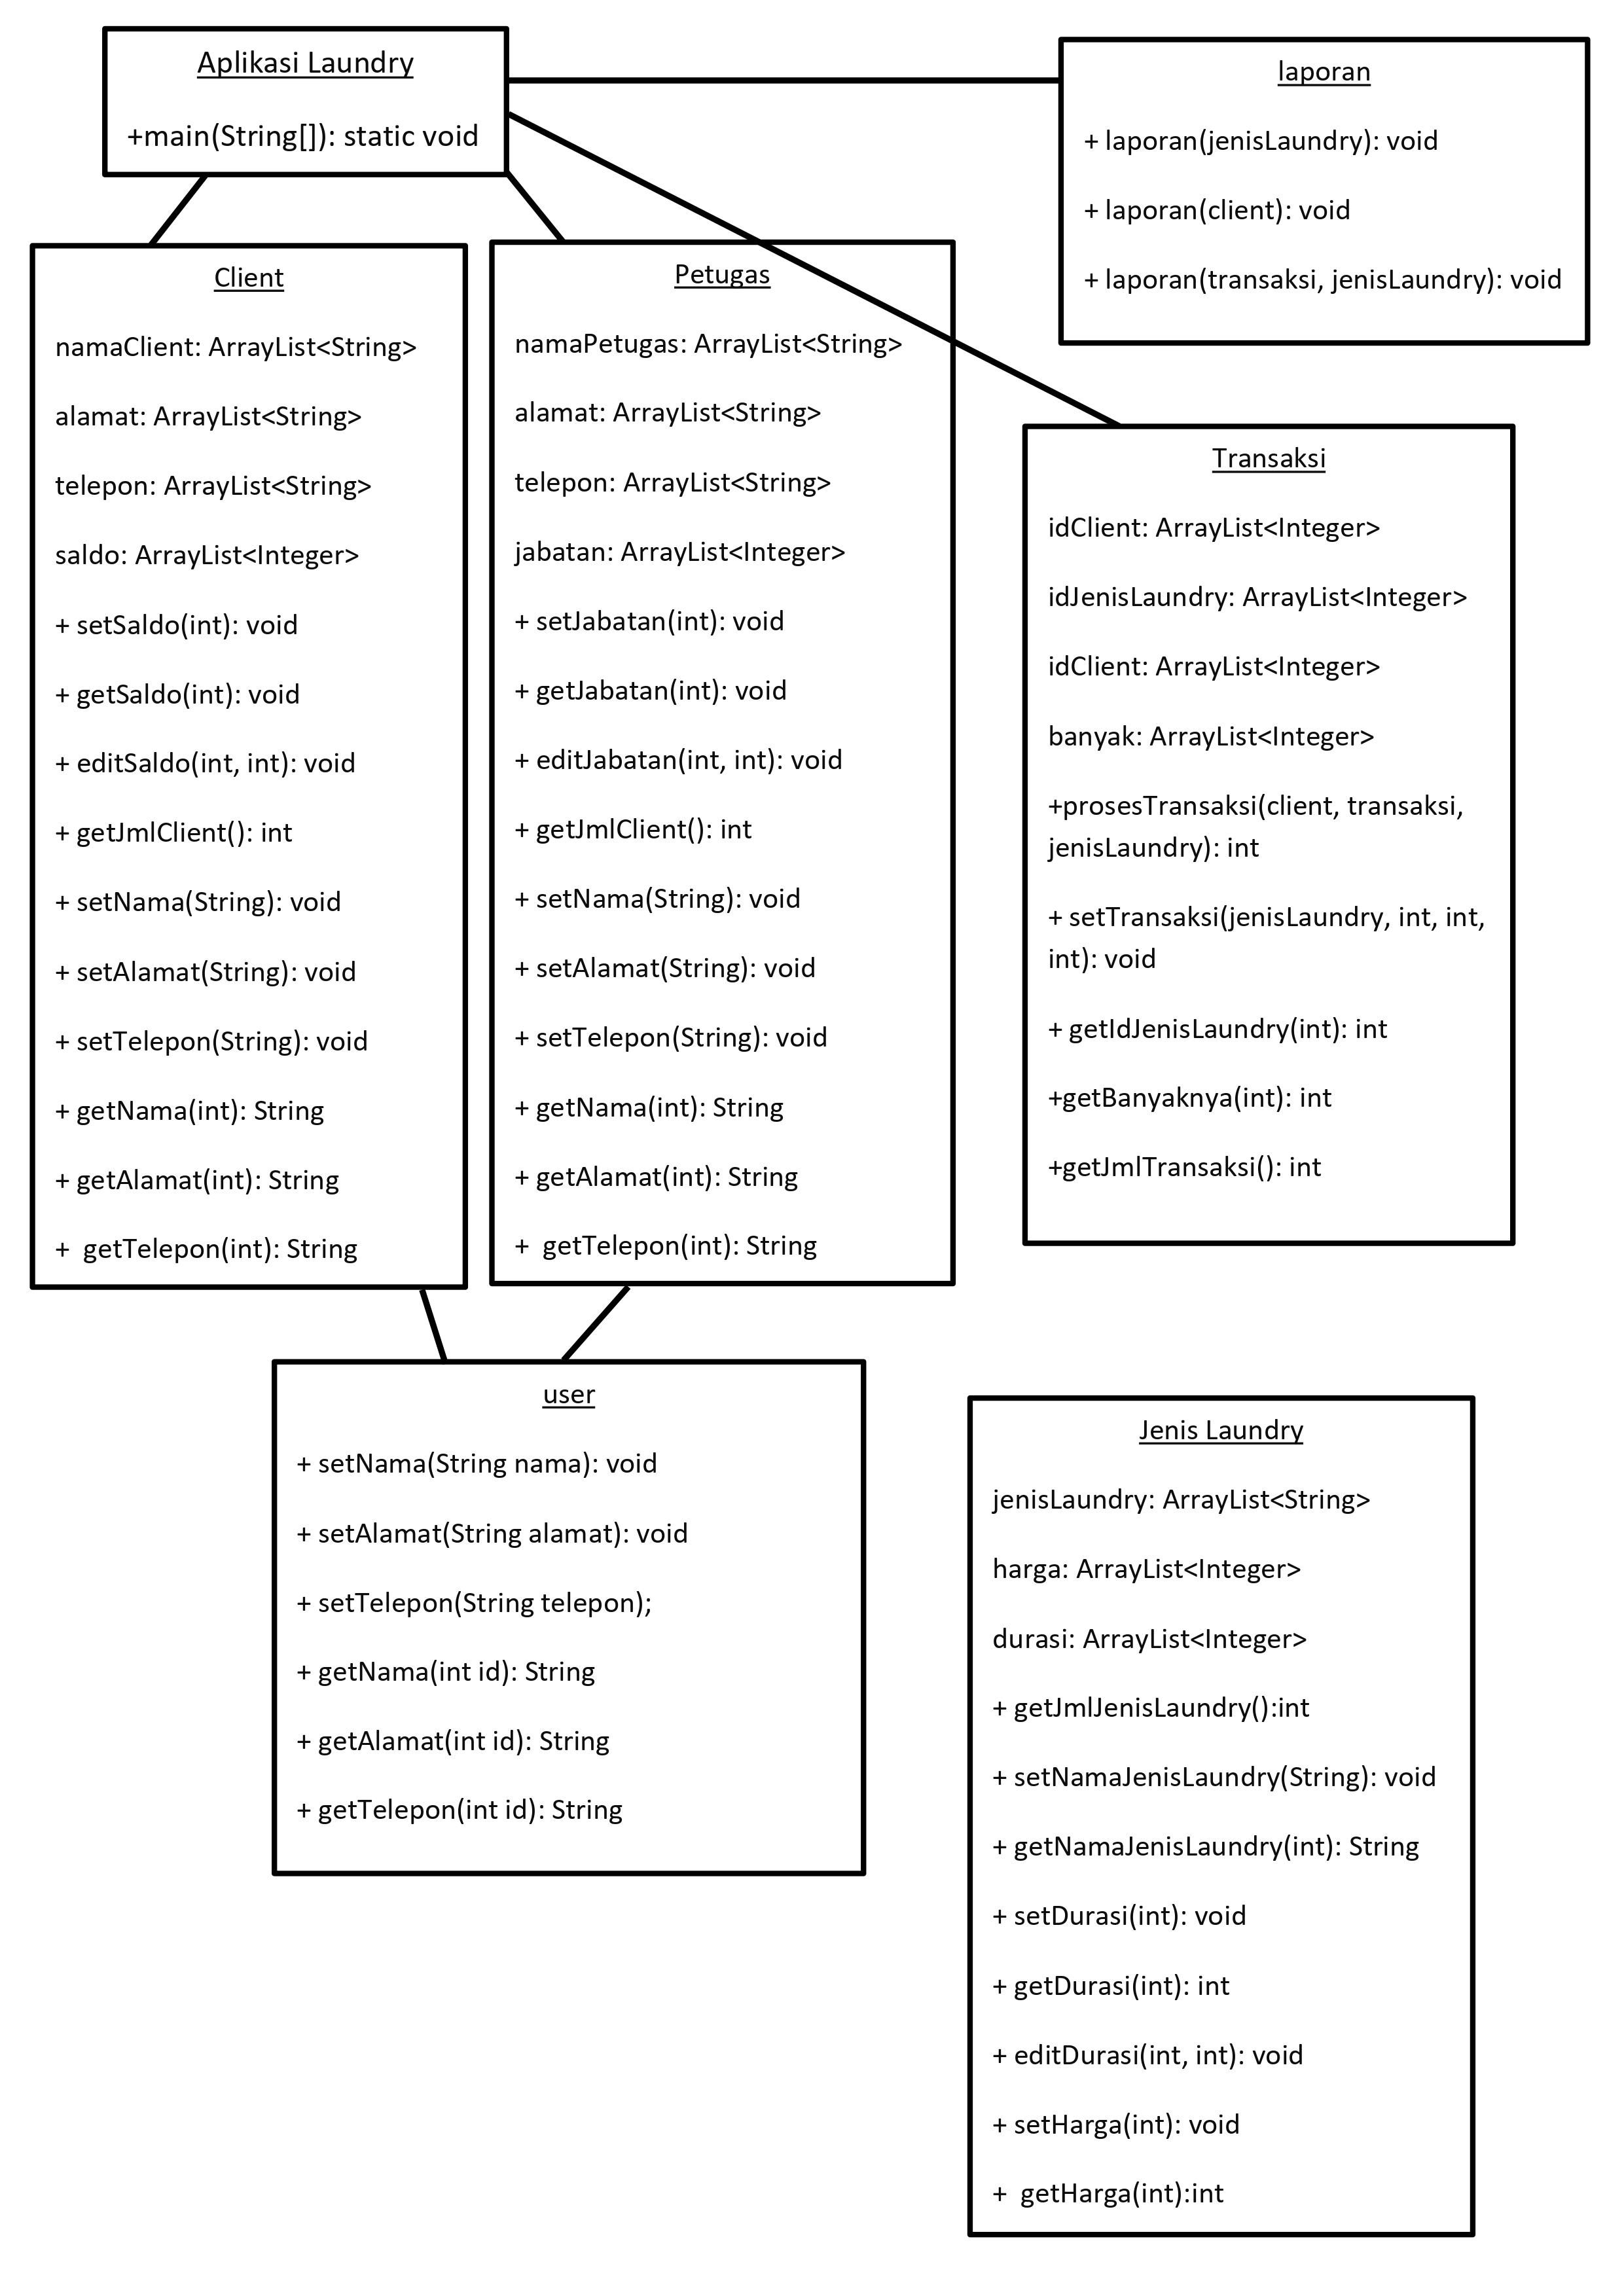 Aplikasi Laundry
+main(String[]): static void
laporan
+ laporan(jenisLaundry): void
+ laporan(client): void
+ laporan(transaksi, jenisLaundry): void
Client
namaClient: ArrayList<String>
alamat: ArrayList<String>
telepon: ArrayList<String>
saldo: ArrayList<Integer>
+ setSaldo(int): void
+ getSaldo(int): void
+ editSaldo(int, int): void
+ getJmlClient(): int
+ setNama(String): void
+ setAlamat(String): void
+ setTelepon(String): void
+ getNama(int): String
+ getAlamat(int): String
+  getTelepon(int): String
Petugas
namaPetugas: ArrayList<String>
alamat: ArrayList<String>
telepon: ArrayList<String>
jabatan: ArrayList<Integer>
+ setJabatan(int): void
+ getJabatan(int): void
+ editJabatan(int, int): void
+ getJmlClient(): int
+ setNama(String): void
+ setAlamat(String): void
+ setTelepon(String): void
+ getNama(int): String
+ getAlamat(int): String
+  getTelepon(int): String
Transaksi
idClient: ArrayList<Integer>
idJenisLaundry: ArrayList<Integer>
idClient: ArrayList<Integer>
banyak: ArrayList<Integer>
+prosesTransaksi(client, transaksi,
jenisLaundry): int
+ setTransaksi(jenisLaundry, int, int,
int): void
+ getIdJenisLaundry(int): int
+getBanyaknya(int): int
+getJmlTransaksi(): int
user
+ setNama(String nama): void
+ setAlamat(String alamat): void
+ setTelepon(String telepon);
+ getNama(int id): String
+ getAlamat(int id): String
+ getTelepon(int id): String
Jenis Laundry
jenisLaundry: ArrayList<String>
harga: ArrayList<Integer>
durasi: ArrayList<Integer>
+ getJmlJenisLaundry():int
+ setNamaJenisLaundry(String): void
+ getNamaJenisLaundry(int): String
+ setDurasi(int): void
+ getDurasi(int): int
+ editDurasi(int, int): void
+ setHarga(int): void
+  getHarga(int):int